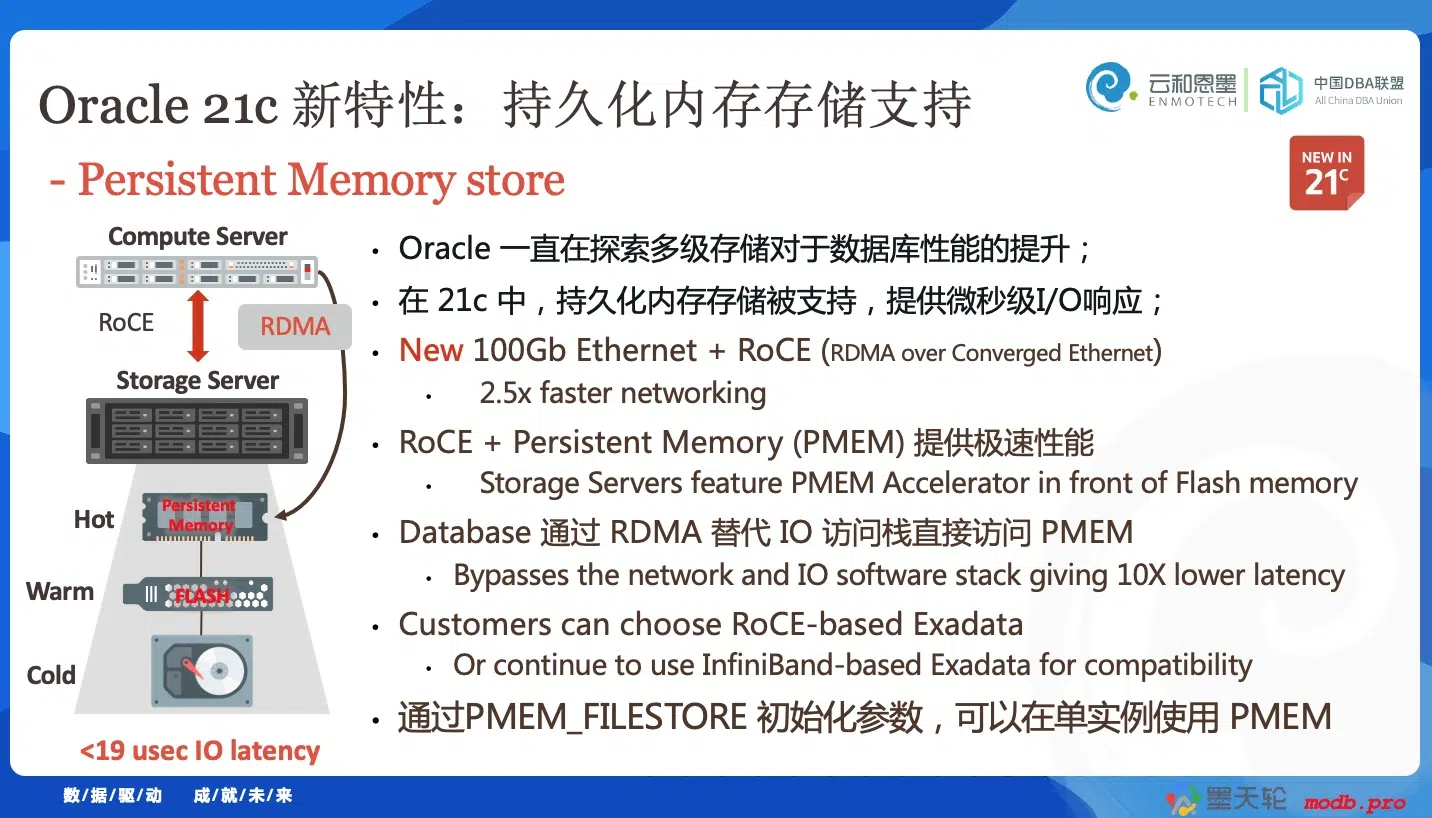 Oracle 21c 新特性：持久化内存存储支持
云和恩墨
ENMOTECH
中国DBA联盟
All China DBA Union
- Persistent Memory store
NEW IN
21c
Compute Server
RoCE
RDMA
Storage Server
Hot
Persistent
Memory
Warm
FLASH
Cold
<19 usec IO latency
• Oracle 一直在探索多级存储对于数据库性能的提升；
• 在 21c 中，持久化内存存储被支持，提供微秒级I/O响应；
• New 100Gb Ethernet + RoCE (RDMA over Converged Ethernet)
• 2.5x faster networking
• RoCE + Persistent Memory (PMEM) 提供极速性能
• Storage Servers feature PMEM Accelerator in front of Flash memory
• Database 通过 RDMA 替代 IO 访问栈直接访问 PMEM
• Bypasses the network and IO software stack giving 10X lower latency
• Customers can choose RoCE-based Exadata
• Or continue to use InfiniBand-based Exadata for compatibility
• 通过PMEM_FILESTORE 初始化参数，可以在单实例使用 PMEM
数/据/驱/动 成/就/未/来
墨天轮 modb.pro